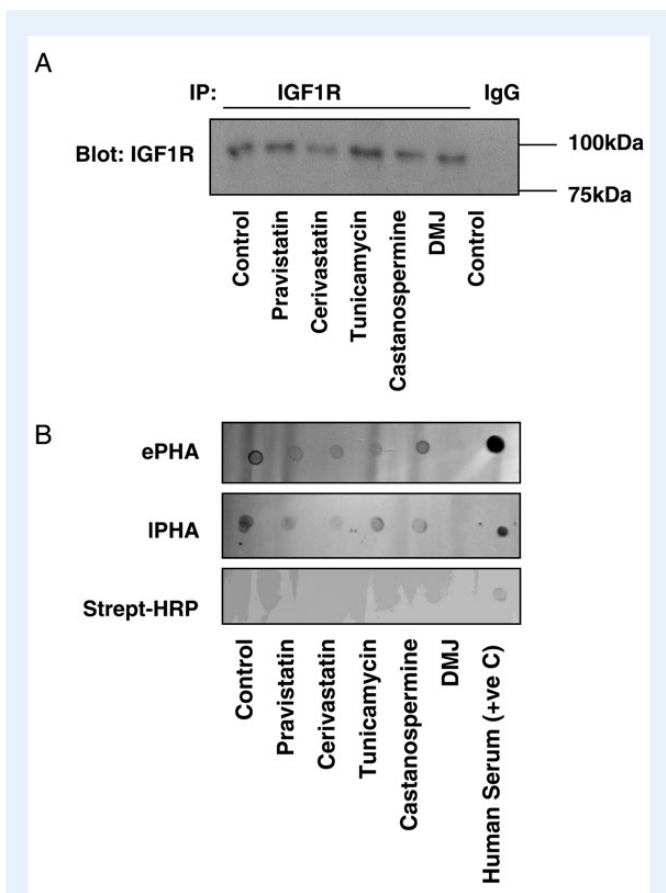 A
IP: IGF1R IgG
Blot: IGF1R
100kDa
75kDa
Control
Pravistatin
Cerivastatin
Tunicamycin
Castanospermine
DMJ
Control
B
ePHA
lPHA
Strept-HRP
Control
Pravistatin
Cerivastatin
Tunicamycin
Castanospermine
DMJ
Human Serum (+ve C)